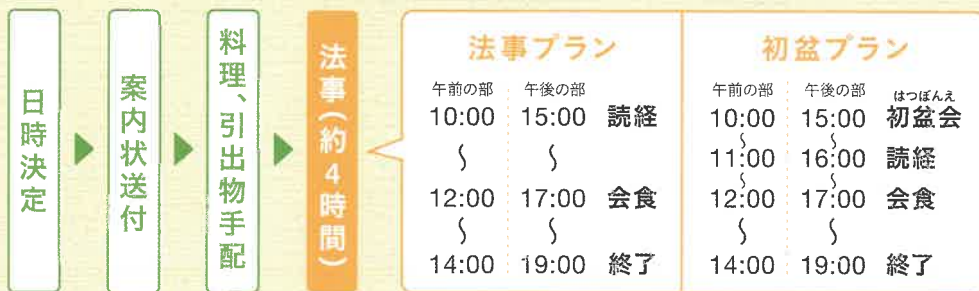 日時決定
案内状送付
料理、引出物手配
法事（約4時間）
法事プラン
午前の部 午後の部
10:00 15:00 読経
〜 〜
12:00 17:00 会食
〜 〜
14:00 19:00 終了
初盆プラン
午前の部 午後の部 はつぼんえ
10:00 15:00 初盆会
〜 〜
11:00 16:00 読経
〜 〜
12:00 17:00 会食
〜 〜
14:00 19:00 終了